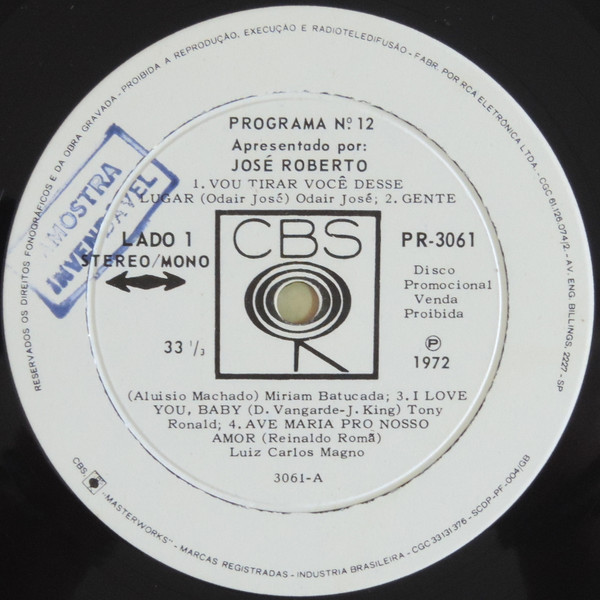 RESERVADOS OS DIREITOS FONOGRÁFICOS E DA OBRA GRAVADA - PROIBIDA A REPRODUÇÃO, EXECUÇÃO E RADIOTELEDIFUSÃO - FABR. POR RCA ELETRÔNICA LTDA. - CGC 61.126.074/2 - AV. ENG. BILLINGS, 2227 - SP
PROGRAMA Nº 12
Apresentado por:
JOSÉ ROBERTO
1. VOU TIRAR VOCÊ DESSE
LUGAR (Odair José) Odair José; 2. GENTE
AMOSTRA
INVENDÁVEL
LADO 1
STEREO/MONO
33 1/3
CBS
PR-3061
Disco
Promocional
Venda
Proibida
℗
1972
(Aluisio Machado) Miriam Batucada; 3. I LOVE
YOU, BABY (D. Vangarde-J. King) Tony
Ronald; 4. AVE MARIA PRO NOSSO
AMOR (Reinaldo Romã)
Luiz Carlos Magno
3061-A
CBS, "MASTERWORKS" - MARCAS REGISTRADAS - INDUSTRIA BRASILEIRA - CGC 33131376 - SCDP-PF-004/GB